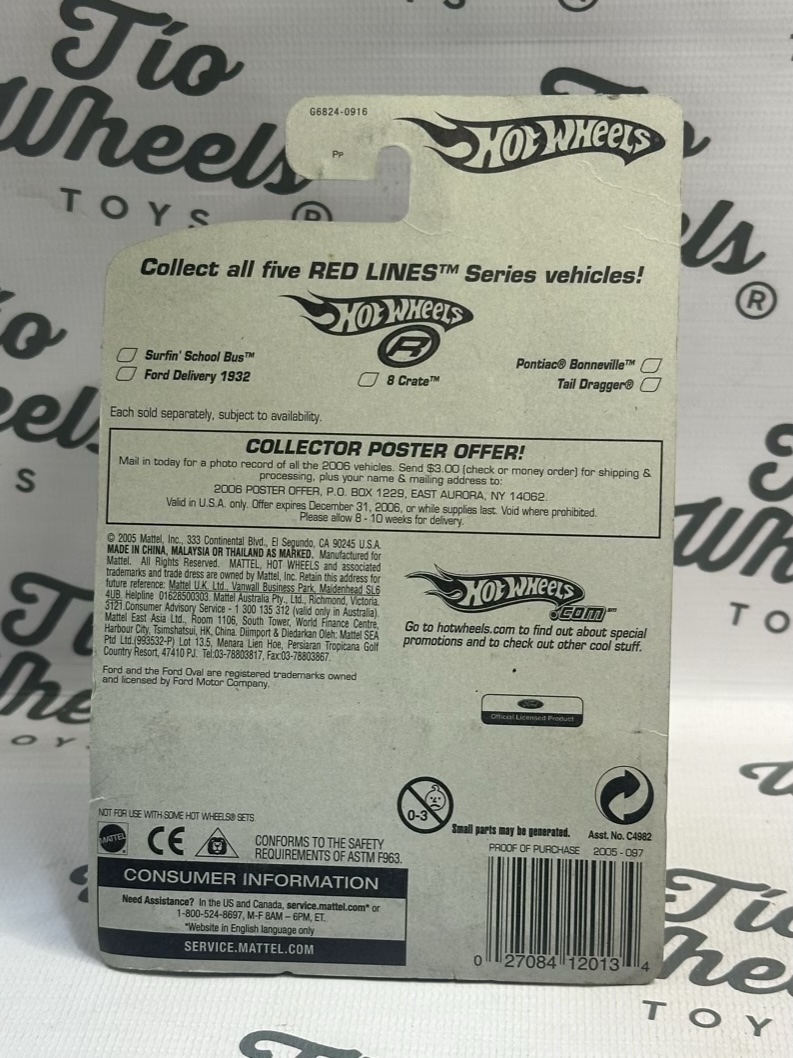 Tío
Wheels
TOYS
®
G6824-0916
Pp
HOT WHEELS
Collect all five RED LINES™ Series vehicles!
HOT WHEELS
R
Surfin' School Bus™
Ford Delivery 1932
8 Crate™
Pontiac® Bonneville™
Tail Dragger®
Each sold separately, subject to availability.
COLLECTOR POSTER OFFER!
Mail in today for a photo record of all the 2006 vehicles. Send $3.00 (check or money order) for shipping &
processing, plus your name & mailing address to:
2006 POSTER OFFER, P.O. BOX 1229, EAST AURORA, NY 14062.
Valid in U.S.A. only. Offer expires December 31, 2006, or while supplies last. Void where prohibited.
Please allow 8 - 10 weeks for delivery.
© 2005 Mattel, Inc., 333 Continental Blvd., El Segundo, CA 90245 U.S.A.
MADE IN CHINA, MALAYSIA OR THAILAND AS MARKED. Manufactured for
Mattel. All Rights Reserved. MATTEL, HOT WHEELS and associated
trademarks and trade dress are owned by Mattel, Inc. Retain this address for
future reference: Mattel U.K. Ltd., Vanwall Business Park, Maidenhead SL6
4UB. Helpline 01628500303. Mattel Australia Pty., Ltd., Richmond, Victoria.
3121.Consumer Advisory Service - 1 300 135 312 (valid only in Australia).
Mattel East Asia Ltd., Room 1106, South Tower, World Finance Centre,
Harbour City, Tsimshatsui, HK, China. Diimport & Diedarkan Oleh: Mattel SEA
Ptd Ltd.(993532-P) Lot 13.5, Menara Lien Hoe, Persiaran Tropicana Golf
Country Resort, 47410 PJ. Tel:03-78803817, Fax:03-78803867.
Ford and the Ford Oval are registered trademarks owned
and licensed by Ford Motor Company.
HOT WHEELS
.COM™
Go to hotwheels.com to find out about special
promotions and to check out other cool stuff.
Ford
Official Licensed Product
NOT FOR USE WITH SOME HOT WHEELS® SETS.
MATTEL
CE
CONFORMS TO THE SAFETY
REQUIREMENTS OF ASTM F963.
0-3
Small parts may be generated.
Asst. No. C4982
CONSUMER INFORMATION
Need Assistance? In the US and Canada, service.mattel.com* or
1-800-524-8697, M-F 8AM – 6PM, ET.
*Website in English language only
SERVICE.MATTEL.COM
PROOF OF PURCHASE 2005 - 097
0 27084 12013 4